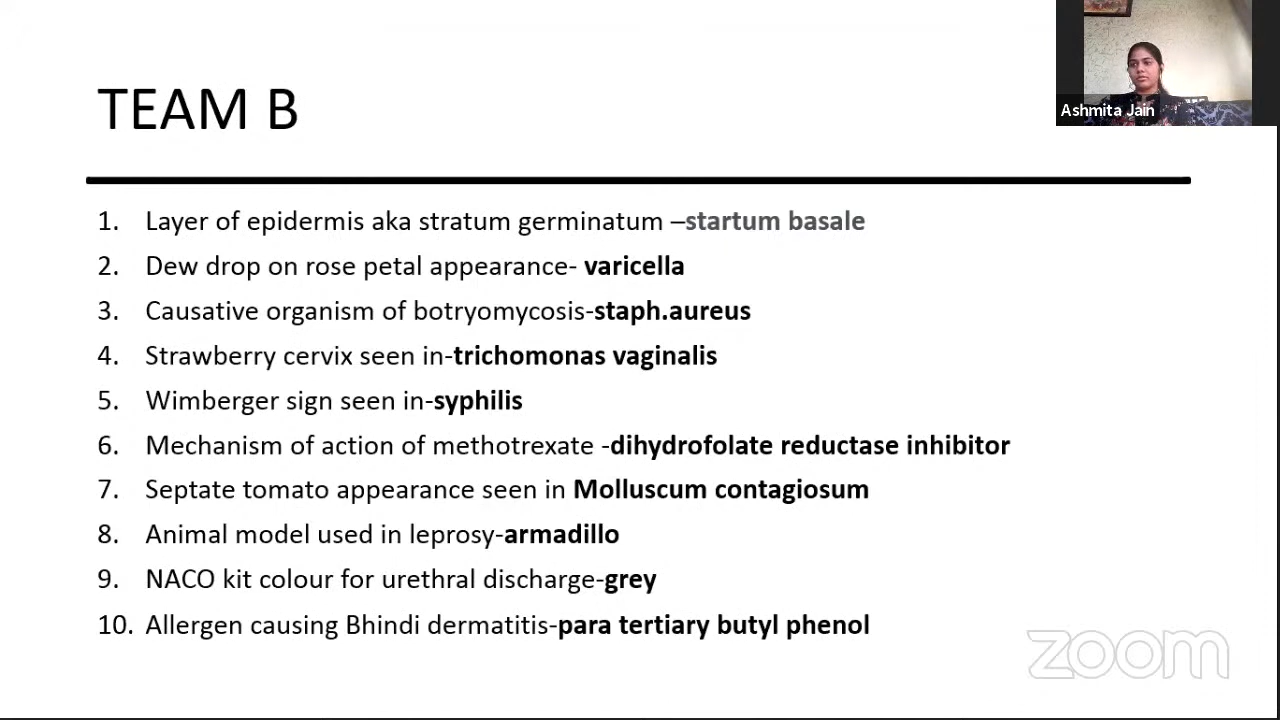 TEAM B
Ashmita Jain
1. Layer of epidermis aka stratum germinatum –startum basale
2. Dew drop on rose petal appearance- varicella
3. Causative organism of botryomycosis-staph.aureus
4. Strawberry cervix seen in-trichomonas vaginalis
5. Wimberger sign seen in-syphilis
6. Mechanism of action of methotrexate -dihydrofolate reductase inhibitor
7. Septate tomato appearance seen in Molluscum contagiosum
8. Animal model used in leprosy-armadillo
9. NACO kit colour for urethral discharge-grey
10. Allergen causing Bhindi dermatitis-para tertiary butyl phenol
zoom